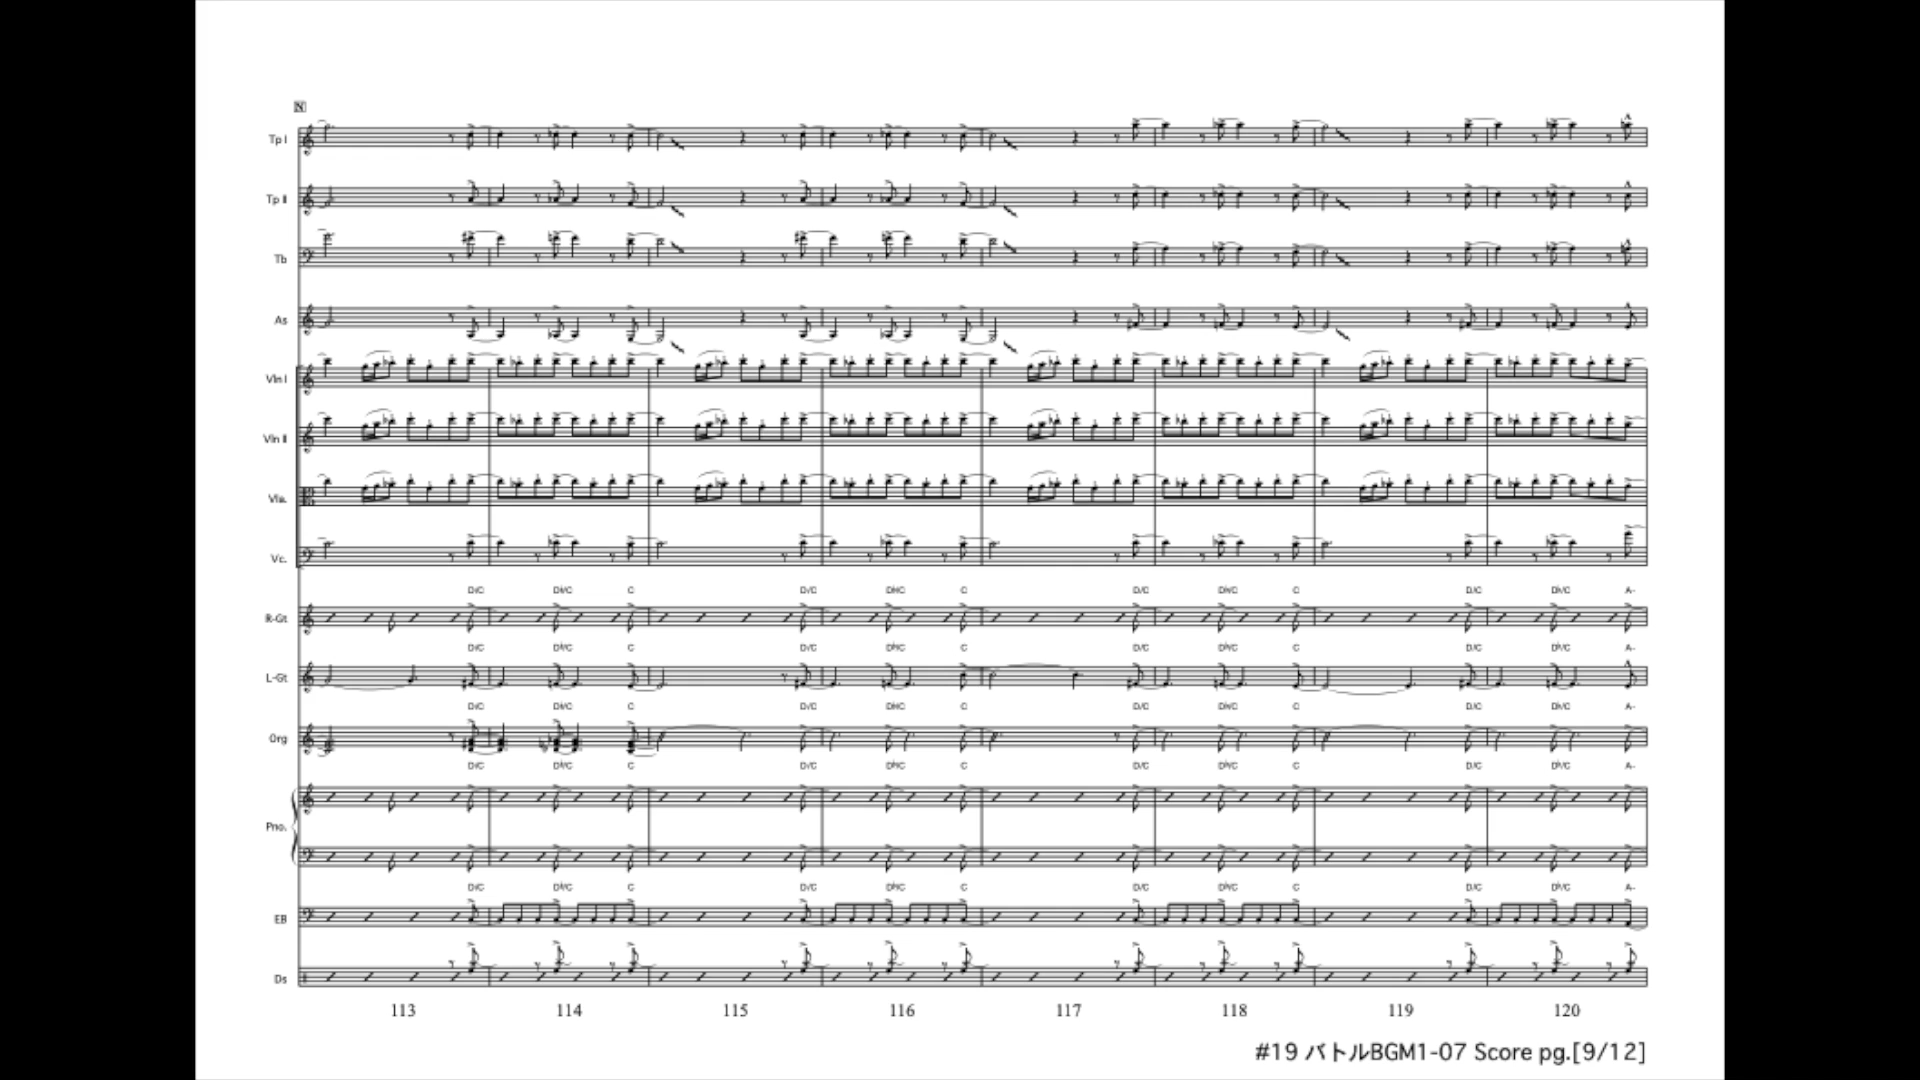 N
Tp I
Tp II
Tb
As
Vln I
Vln II
Vla.
Vc.
D/C D♭/C C D/C D♭/C C D/C D♭/C C D/C D♭/C A-
R-Gt
D/C D♭/C C D/C D♭/C C D/C D♭/C C D/C D♭/C A-
L-Gt
D/C D♭/C C D/C D♭/C C D/C D♭/C C D/C D♭/C A-
Org
D/C D♭/C C D/C D♭/C C D/C D♭/C C D/C D♭/C A-
Pno.
D/C D♭/C C D/C D♭/C C D/C D♭/C C D/C D♭/C A-
EB
Ds
113 114 115 116 117 118 119 120
#19 バトルBGM1-07 Score pg.[9/12]